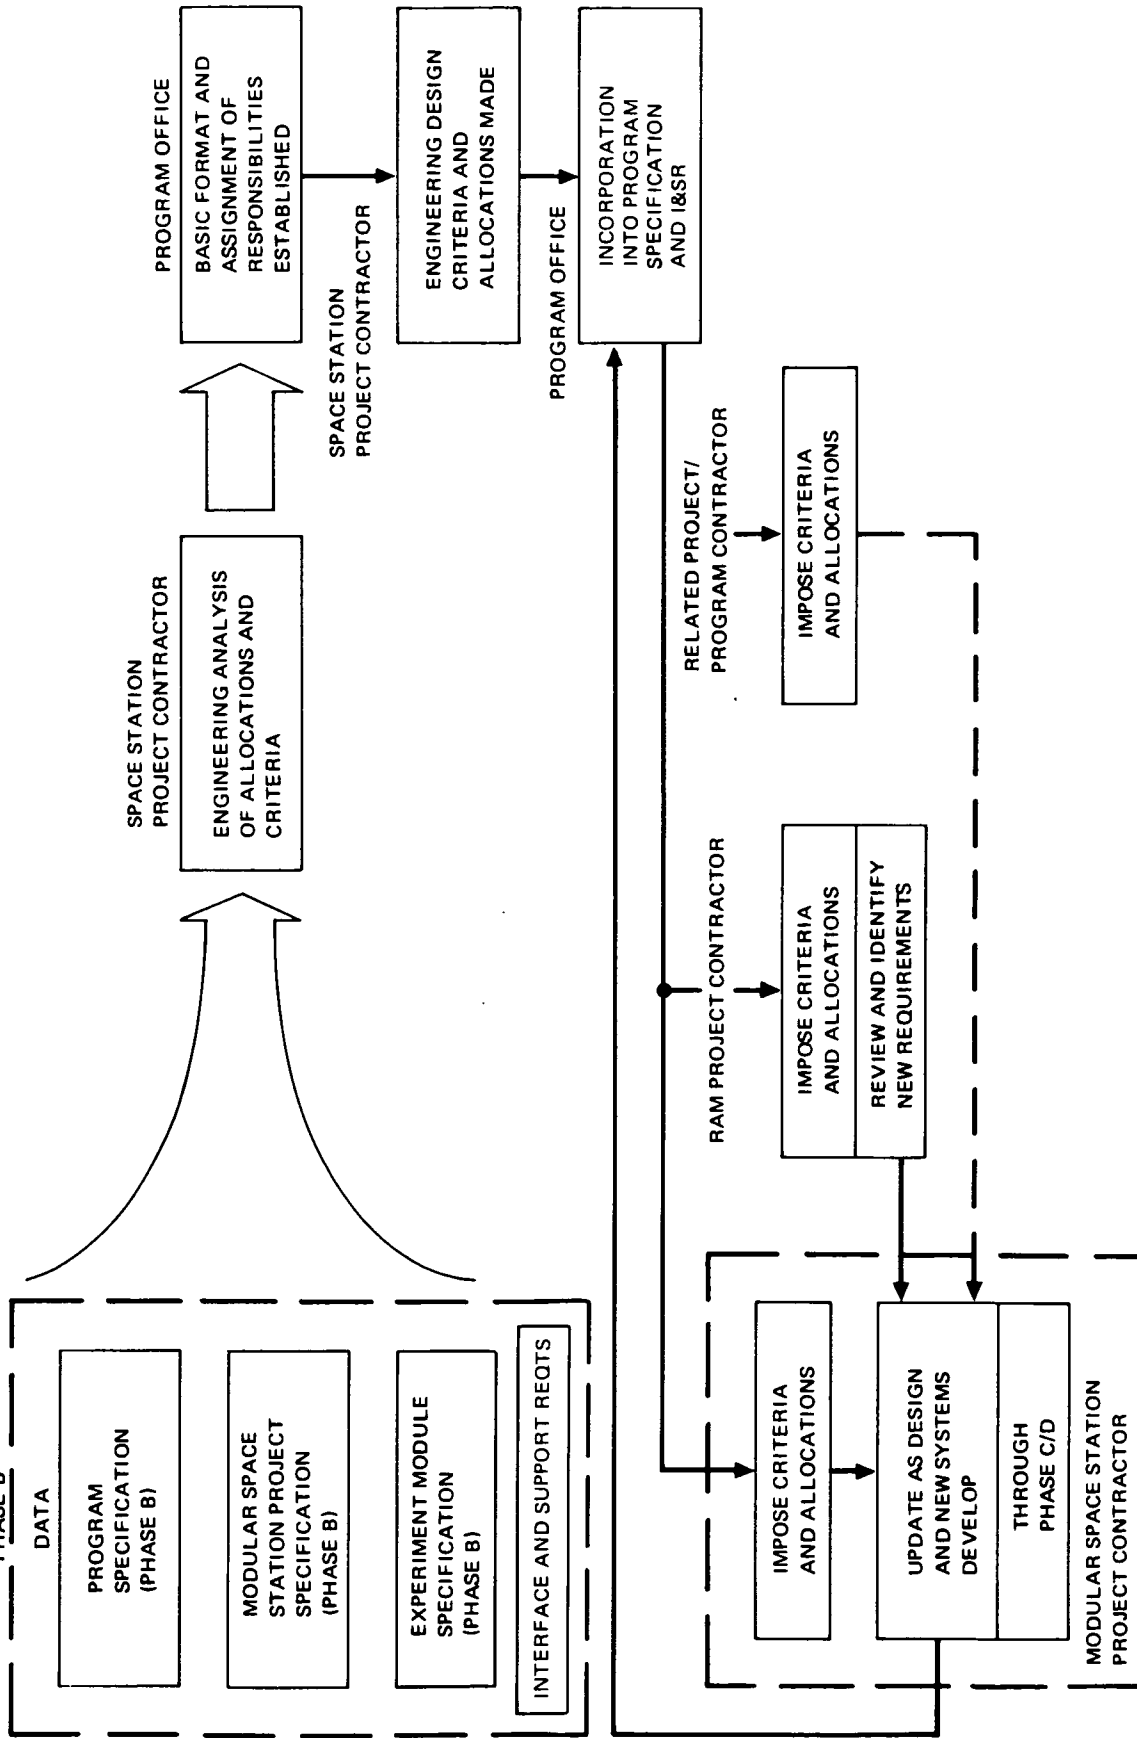 PHASE B
DATA
PROGRAM
SPECIFICATION
(PHASE B)
MODULAR SPACE
STATION PROJECT
SPECIFICATION
(PHASE B)
EXPERIMENT MODULE
SPECIFICATION
(PHASE B)
INTERFACE AND SUPPORT REQTS
SPACE STATION
PROJECT CONTRACTOR
ENGINEERING ANALYSIS
OF ALLOCATIONS AND
CRITERIA
PROGRAM OFFICE
BASIC FORMAT AND
ASSIGNMENT OF
RESPONSIBILITIES
ESTABLISHED
SPACE STATION
PROJECT CONTRACTOR
ENGINEERING DESIGN
CRITERIA AND
ALLOCATIONS MADE
PROGRAM OFFICE
INCORPORATION
INTO PROGRAM
SPECIFICATION
AND I&SR
RELATED PROJECT/
PROGRAM CONTRACTOR
IMPOSE CRITERIA
AND ALLOCATIONS
RAM PROJECT CONTRACTOR
IMPOSE CRITERIA
AND ALLOCATIONS
REVIEW AND IDENTIFY
NEW REQUIREMENTS
IMPOSE CRITERIA
AND ALLOCATIONS
UPDATE AS DESIGN
AND NEW SYSTEMS
DEVELOP
THROUGH
PHASE C/D
MODULAR SPACE STATION
PROJECT CONTRACTOR